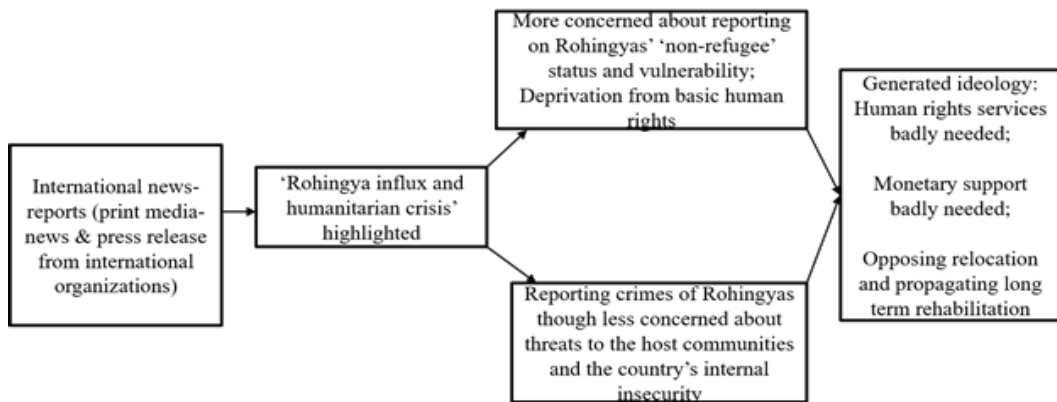 International news-
reports (print media-
news & press release
from international
organizations)
‘Rohingya influx and
humanitarian crisis’
highlighted
More concerned about reporting
on Rohingyas’ ‘non-refugee’
status and vulnerability;
Deprivation from basic human
rights
Reporting crimes of Rohingyas
though less concerned about
threats to the host communities
and the country’s internal
insecurity
Generated ideology:
Human rights services
badly needed;
Monetary support
badly needed;
Opposing relocation
and propagating long
term rehabilitation